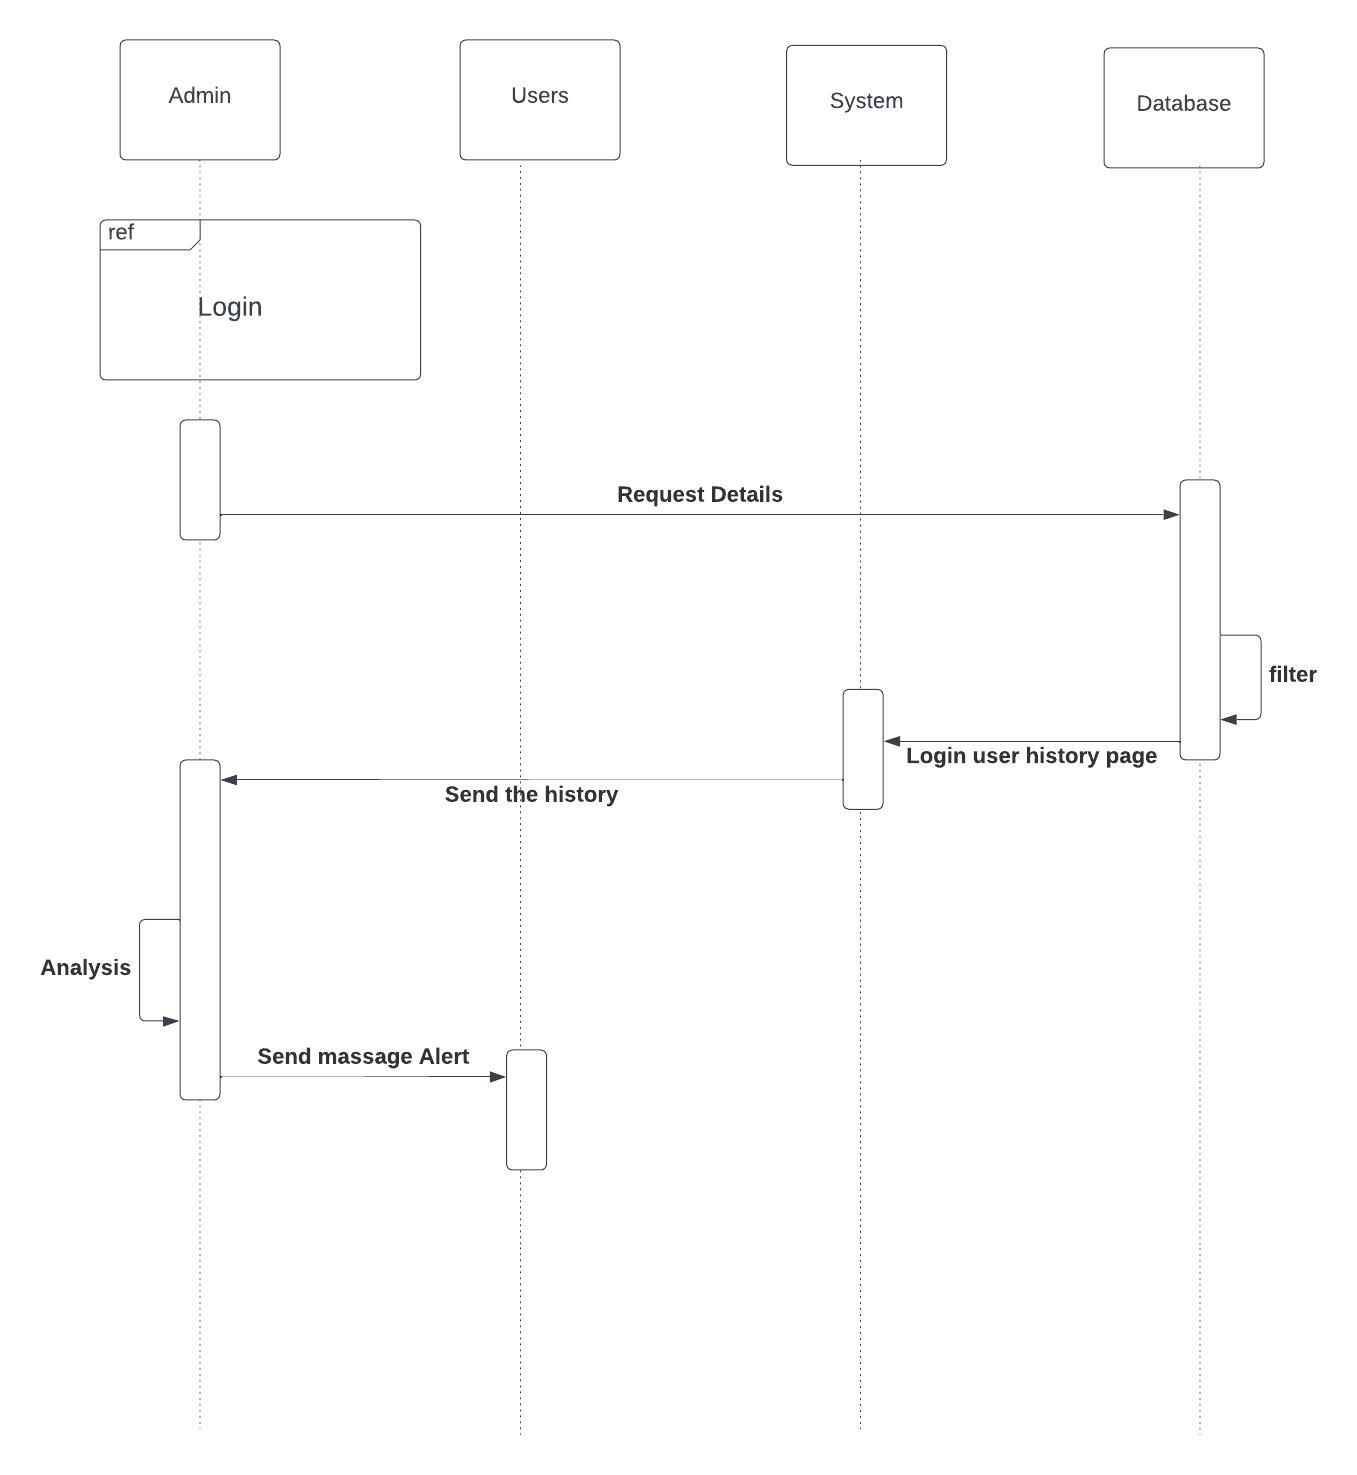 Admin
Users
System
Database
ref
Login
Request Details
filter
Login user history page
Send the history
Analysis
Send massage Alert